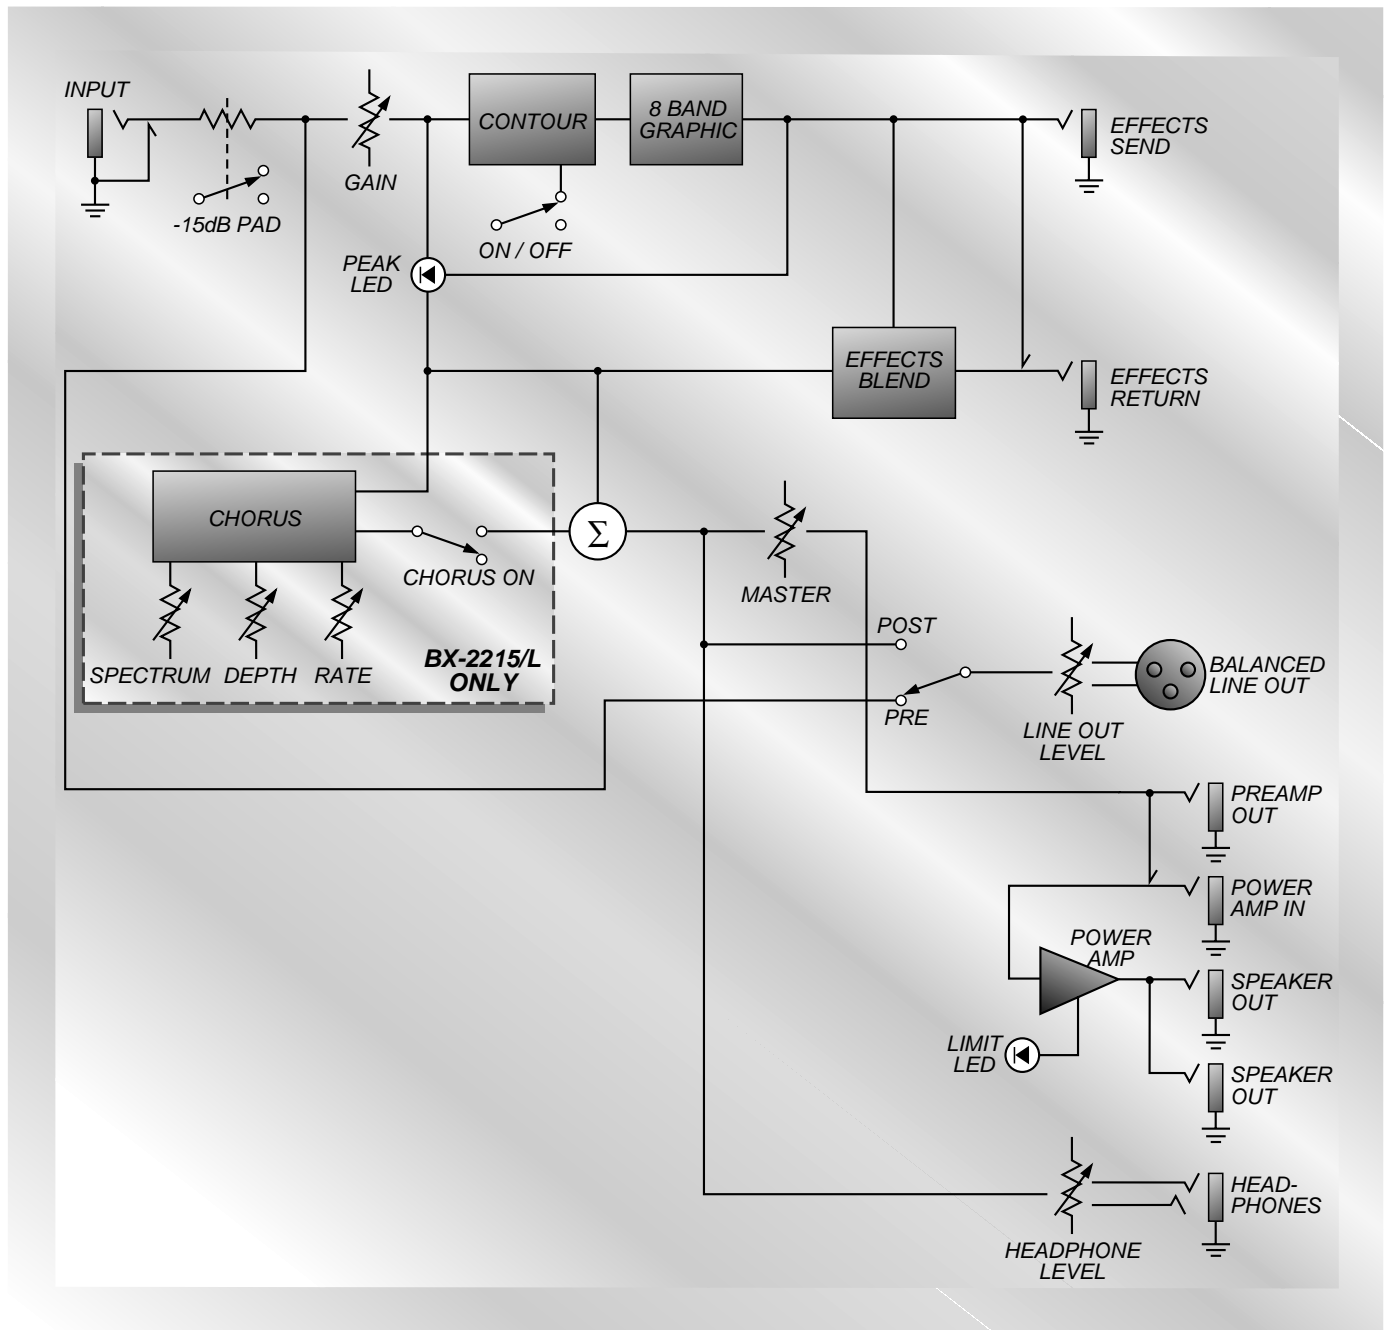 INPUT
-15dB PAD
GAIN
CONTOUR
ON / OFF
8 BAND
GRAPHIC
EFFECTS
SEND
PEAK
LED
EFFECTS
BLEND
EFFECTS
RETURN
CHORUS
CHORUS ON
SPECTRUM
DEPTH
RATE
BX-2215/L
ONLY
Σ
MASTER
POST
PRE
LINE OUT
LEVEL
BALANCED
LINE OUT
PREAMP
OUT
POWER
AMP IN
POWER
AMP
SPEAKER
OUT
LIMIT
LED
SPEAKER
OUT
HEADPHONE
LEVEL
HEAD-
PHONES